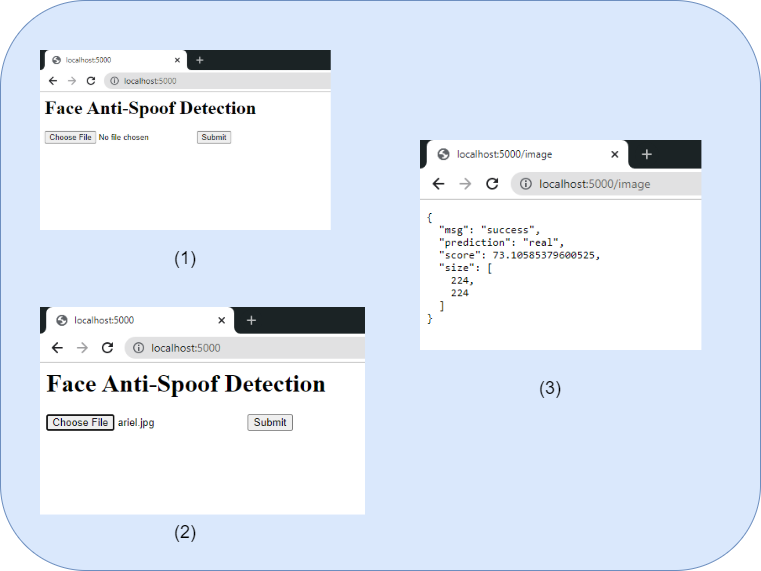 localhost:5000
localhost:5000
Face Anti-Spoof Detection
Choose File No file chosen Submit
(1)
localhost:5000
localhost:5000
Face Anti-Spoof Detection
Choose File ariel.jpg Submit
(2)
localhost:5000/image
localhost:5000/image
{
"msg": "success",
"prediction": "real",
"score": 73.10585379600525,
"size": [
224,
224
]
}
(3)